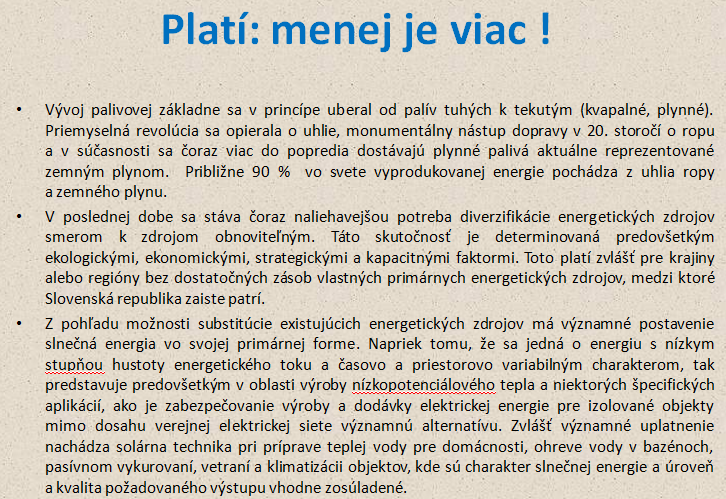 Platí: menej je viac !
• Vývoj palivovej základne sa v princípe uberal od palív tuhých k tekutým (kvapalné, plynné).
Priemyselná revolúcia sa opierala o uhlie, monumentálny nástup dopravy v 20. storočí o ropu
a v súčasnosti sa čoraz viac do popredia dostávajú plynné palivá aktuálne reprezentované
zemným plynom. Približne 90 % vo svete vyprodukovanej energie pochádza z uhlia ropy
a zemného plynu.
• V poslednej dobe sa stáva čoraz naliehavejšou potreba diverzifikácie energetických zdrojov
smerom k zdrojom obnoviteľným. Táto skutočnosť je determinovaná predovšetkým
ekologickými, ekonomickými, strategickými a kapacitnými faktormi. Toto platí zvlášť pre krajiny
alebo regióny bez dostatočných zásob vlastných primárnych energetických zdrojov, medzi ktoré
Slovenská republika zaiste patrí.
• Z pohľadu možnosti substitúcie existujúcich energetických zdrojov má významné postavenie
slnečná energia vo svojej primárnej forme. Napriek tomu, že sa jedná o energiu s nízkym
stupňou hustoty energetického toku a časovo a priestorovo variabilným charakterom, tak
predstavuje predovšetkým v oblasti výroby nízkopotenciálového tepla a niektorých špecifických
aplikácií, ako je zabezpečovanie výroby a dodávky elektrickej energie pre izolované objekty
mimo dosahu verejnej elektrickej siete významnú alternatívu. Zvlášť významné uplatnenie
nachádza solárna technika pri príprave teplej vody pre domácnosti, ohreve vody v bazénoch,
pasívnom vykurovaní, vetraní a klimatizácii objektov, kde sú charakter slnečnej energie a úroveň
a kvalita požadovaného výstupu vhodne zosúladené.